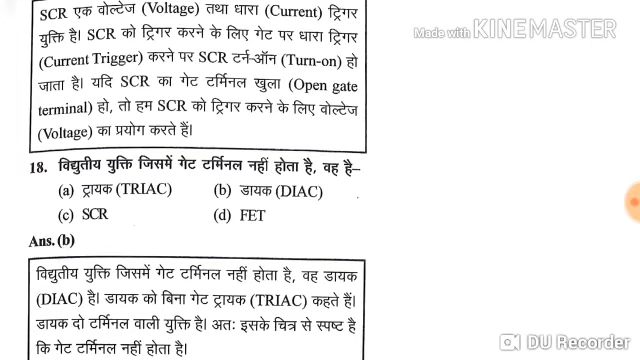 SCR एक वोल्टेज (Voltage) तथा धारा (Current) ट्रिगर
युक्ति है। SCR को ट्रिगर करने के लिए गेट पर धारा ट्रिगर
(Current Trigger) करने पर SCR टर्न-ऑन (Turn-on) हो
जाता है। यदि SCR का गेट टर्मिनल खुला (Open gate
terminal) हो, तो हम SCR को ट्रिगर करने के लिए वोल्टेज
(Voltage) का प्रयोग करते हैं।
Made with KINEMASTER
18. विद्युतीय युक्ति जिसमें गेट टर्मिनल नहीं होता है, वह है–
(a) ट्रायक (TRIAC) (b) डायक (DIAC)
(c) SCR (d) FET
Ans. (b)
विद्युतीय युक्ति जिसमें गेट टर्मिनल नहीं होता है, वह डायक
(DIAC) है। डायक को बिना गेट ट्रायक (TRIAC) कहते हैं।
डायक दो टर्मिनल वाली युक्ति है। अतः इसके चित्र से स्पष्ट है
कि गेट टर्मिनल नहीं होता है।
DU Recorder